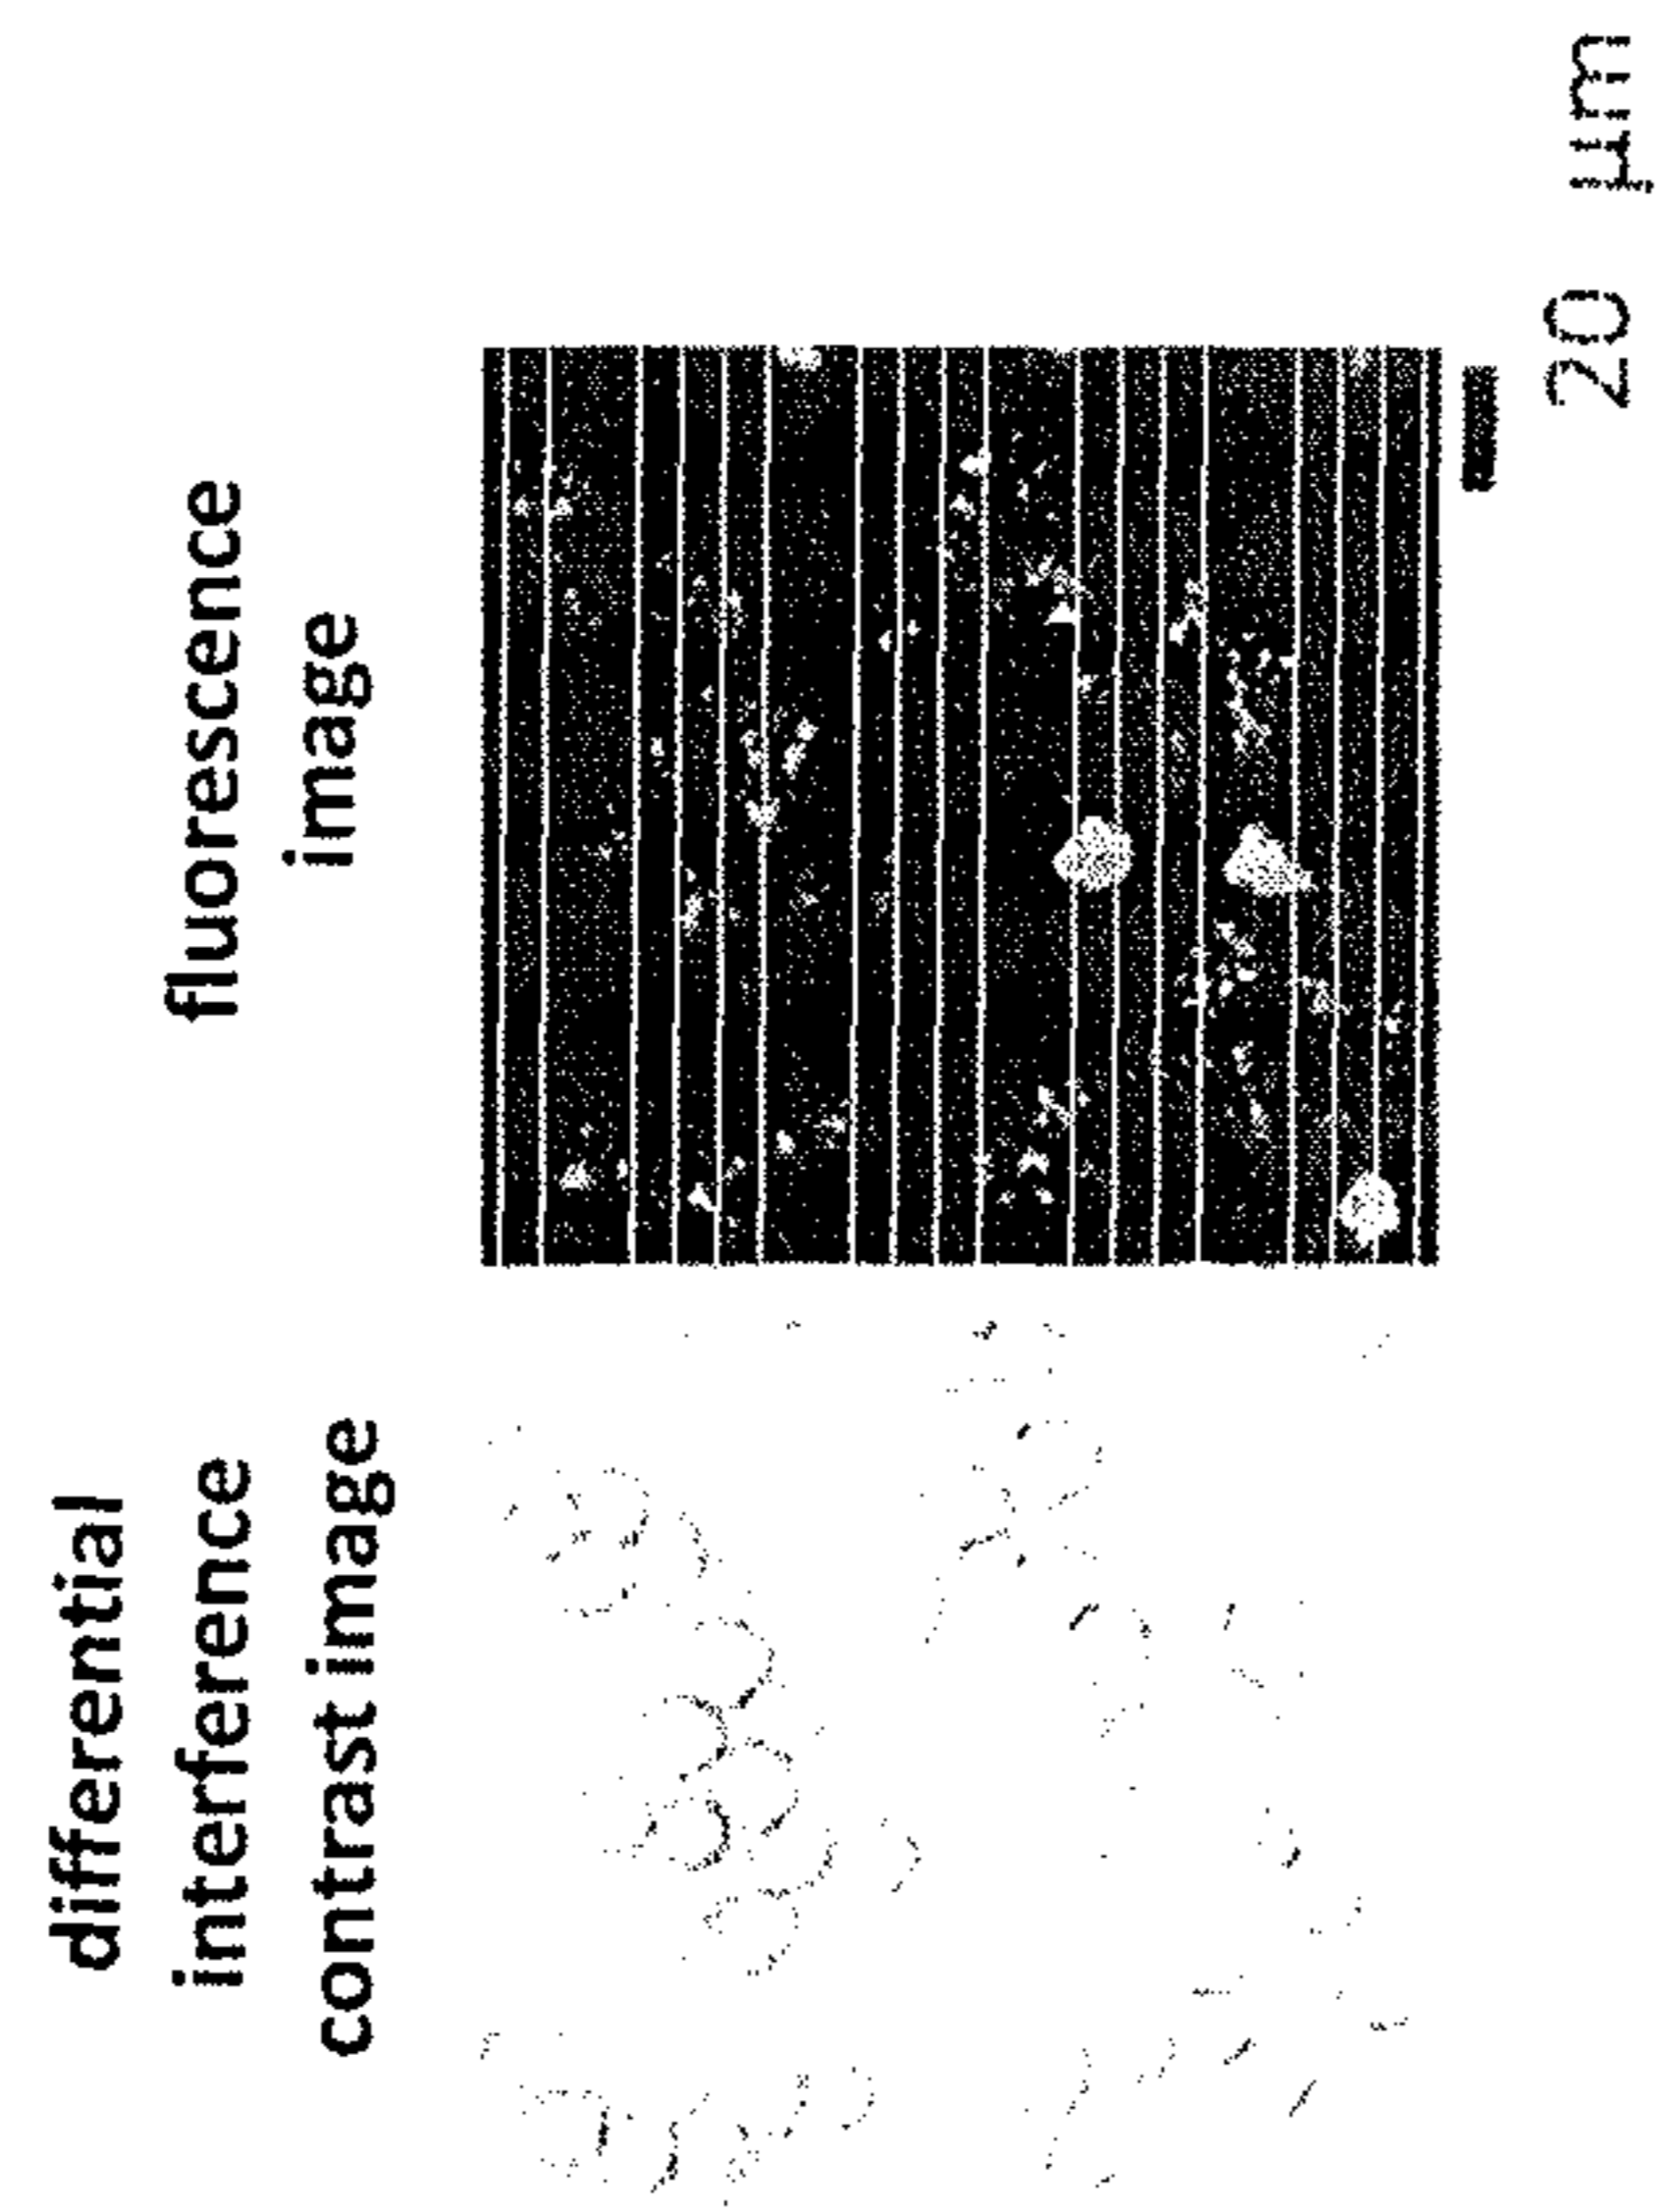 differential
interference
contrast image
fluorescence
image
20 μm